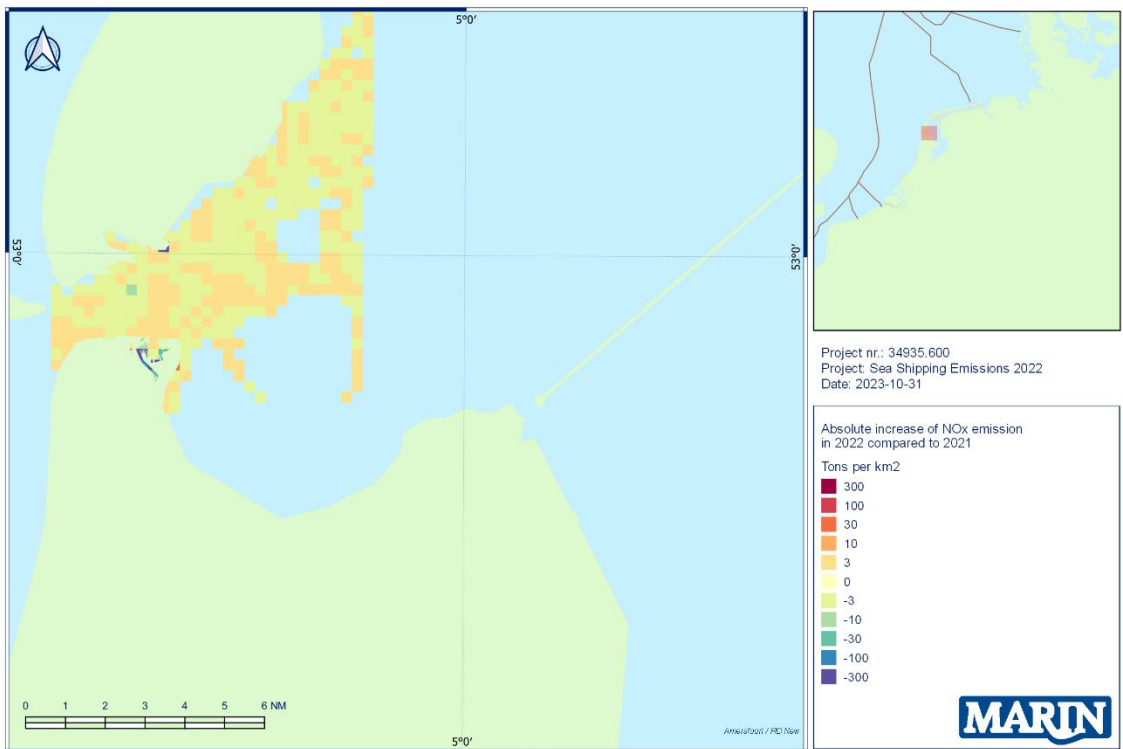 5°0'
53°0'
53°0'
0 1 2 3 4 5 6 NM
5°0'
Amersfoort / RD New
Project nr.: 34935.600
Project: Sea Shipping Emissions 2022
Date: 2023-10-31
Absolute increase of NOx emission
in 2022 compared to 2021
Tons per km2
300
100
30
10
3
0
-3
-10
-30
-100
-300
MARIN